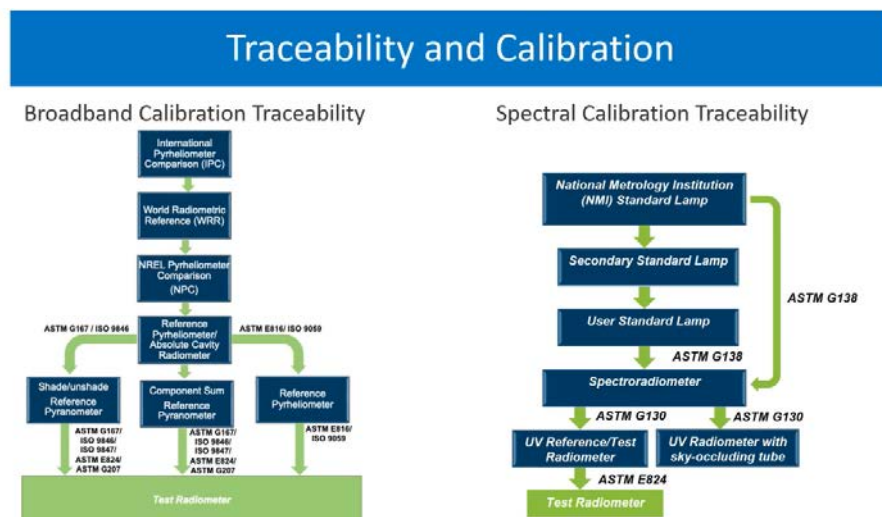 Traceability and Calibration
Broadband Calibration Traceability
International
Pyrheliometer
Comparison (IPC)
World Radiometric
Reference (WRR)
NREL Pyrheliometer
Comparison
(NPC)
ASTM G167 / ISO 9846
ASTM E816/ ISO 9059
Reference
Pyrheliometer/
Absolute Cavity
Radiometer
Shade/unshade
Reference
Pyranometer
Component Sum
Reference
Pyranometer
Reference
Pyrheliometer
ASTM G167/
ISO 9846/
ISO 9847/
ASTM E824/
ASTM G207
ASTM G167/
ISO 9846/
ISO 9847/
ASTM E824/
ASTM G207
ASTM E816/
ISO 9059
Test Radiometer
Spectral Calibration Traceability
National Metrology Institution
(NMI) Standard Lamp
Secondary Standard Lamp
ASTM G138
User Standard Lamp
ASTM G138
Spectroradiometer
ASTM G130
ASTM G130
UV Reference/Test
Radiometer
UV Radiometer with
sky-occluding tube
ASTM E824
Test Radiometer